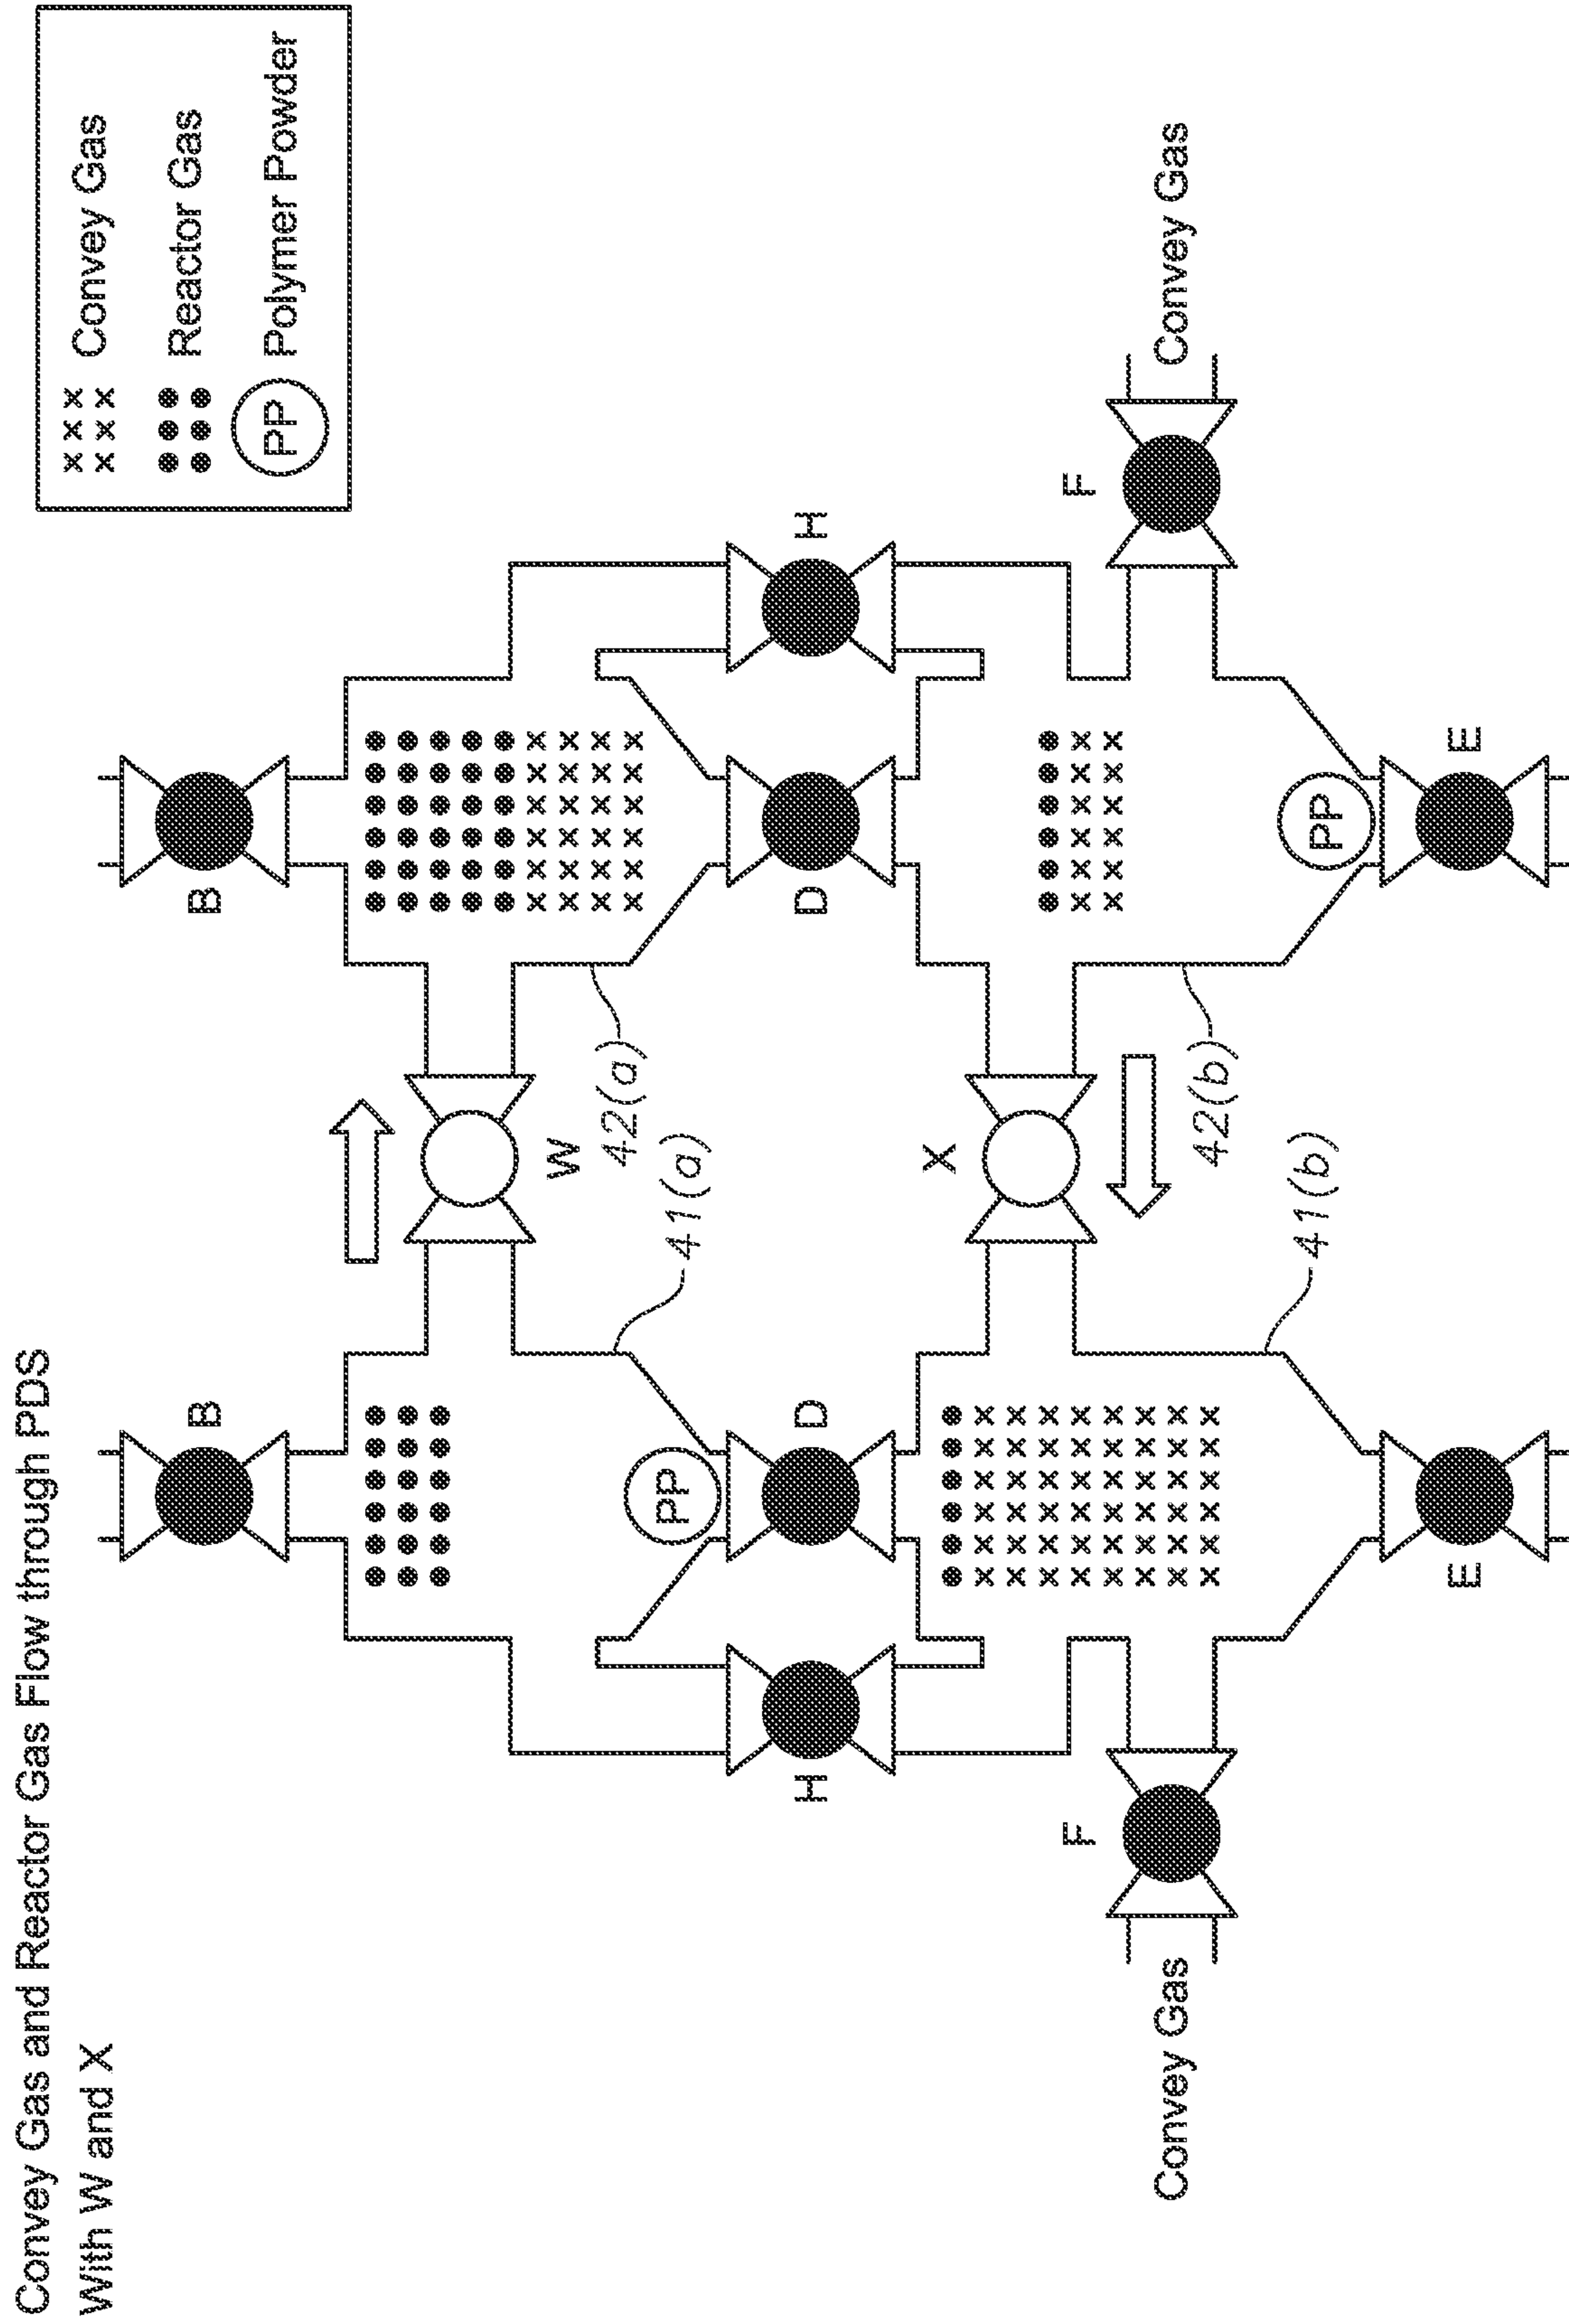 Convey Gas and Reactor Gas Flow through PDS
With W and X
Convey Gas
Reactor Gas
PP Polymer Powder
B
B
W
41(a)
42(a)
PP
H
D
D
H
X
F
F
Convey Gas
Convey Gas
42(b)
41(b)
PP
E
E